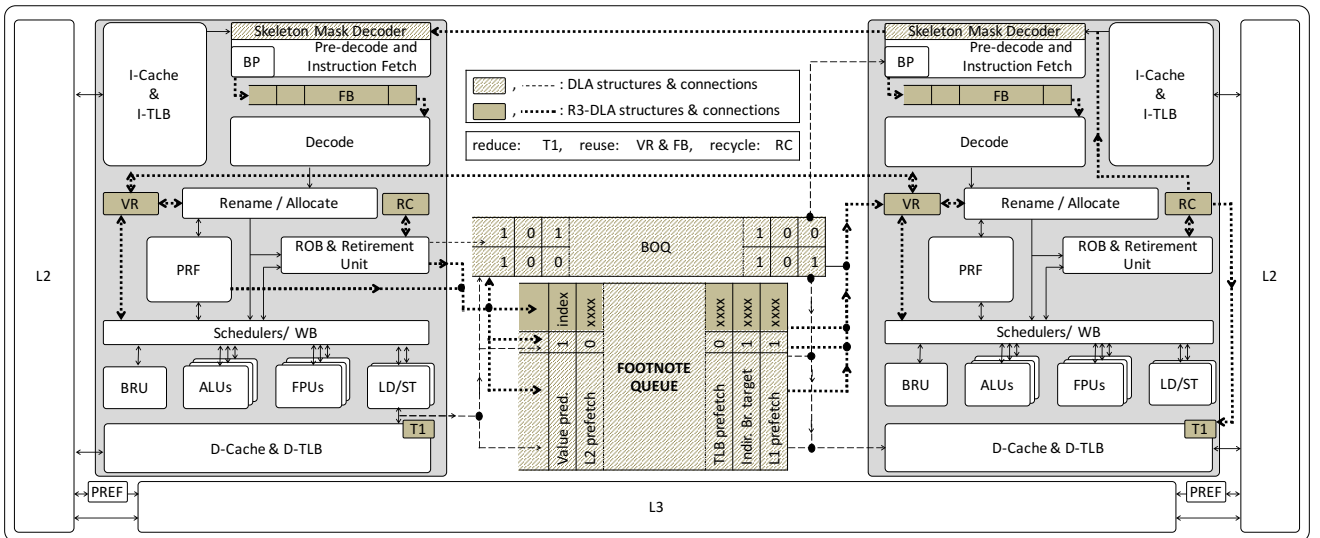 L2
I-Cache
&
I-TLB
Skeleton Mask Decoder
BP
Pre-decode and
Instruction Fetch
FB
Decode
VR
Rename / Allocate
RC
PRF
ROB & Retirement
Unit
Schedulers/ WB
BRU
ALUs
FPUs
LD/ST
T1
D-Cache & D-TLB
PREF
, : DLA structures & connections
, : R3-DLA structures & connections
reduce: T1, reuse: VR & FB, recycle: RC
1 0 1 BOQ 1 0 0
1 0 0 1 0 1
index xxxx xxxx xxxx xxxx
1 0 0 1 1
FOOTNOTE
QUEUE
Value pred.
L2 prefetch
TLB prefetch
Indir. Br. target
L1 prefetch
L3
Skeleton Mask Decoder
BP
Pre-decode and
Instruction Fetch
FB
Decode
I-Cache
&
I-TLB
VR
Rename / Allocate
RC
PRF
ROB & Retirement
Unit
Schedulers/ WB
BRU
ALUs
FPUs
LD/ST
T1
D-Cache & D-TLB
PREF
L2